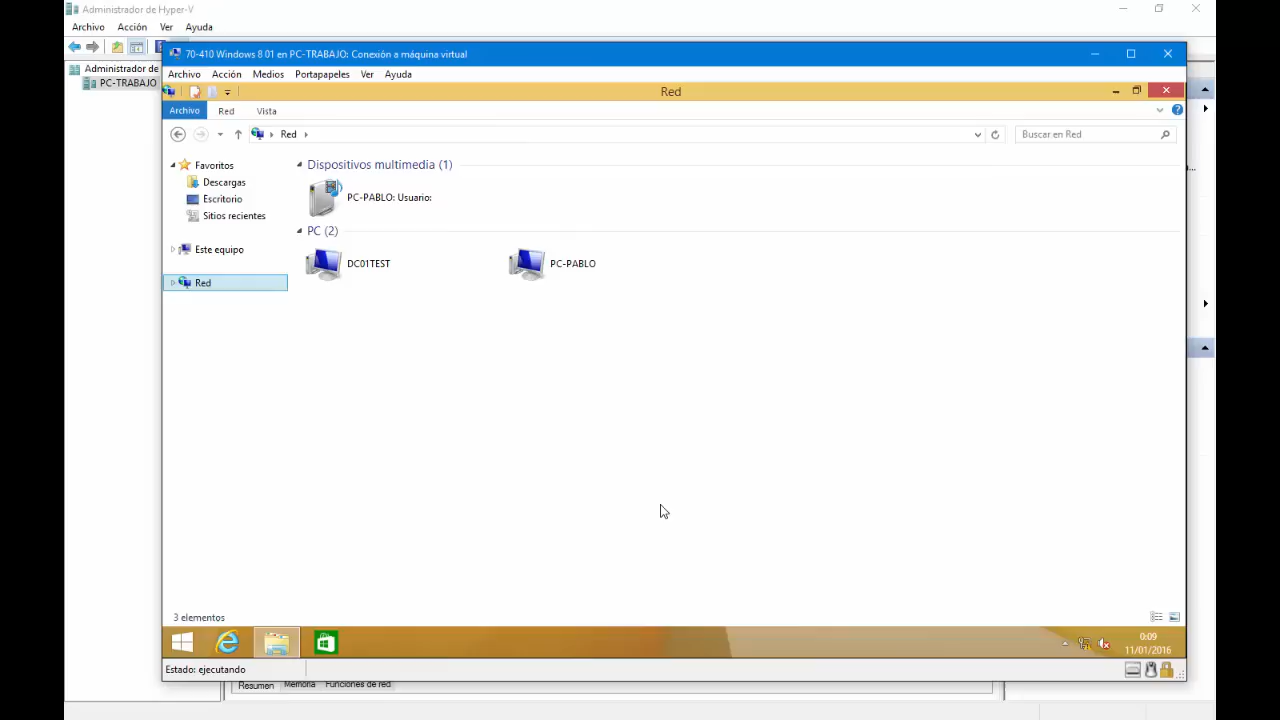 Administrador de Hyper-V
Archivo Acción Ver Ayuda
Administrador de
PC-TRABAJO
70-410 Windows 8 01 en PC-TRABAJO: Conexión a máquina virtual
Archivo Acción Medios Portapapeles Ver Ayuda
Red
Archivo Red Vista
Red
Buscar en Red
Favoritos
Descargas
Escritorio
Sitios recientes
Este equipo
Red
Dispositivos multimedia (1)
PC-PABLO: Usuario:
PC (2)
DC01TEST
PC-PABLO
3 elementos
0:09
11/01/2016
Estado: ejecutando
Resumen Memoria Funciones de red